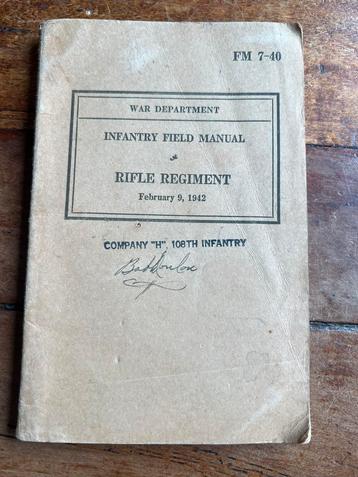 FM 7-40
WAR DEPARTMENT
INFANTRY FIELD MANUAL
RIFLE REGIMENT
February 9, 1942
COMPANY "H", 108TH INFANTRY